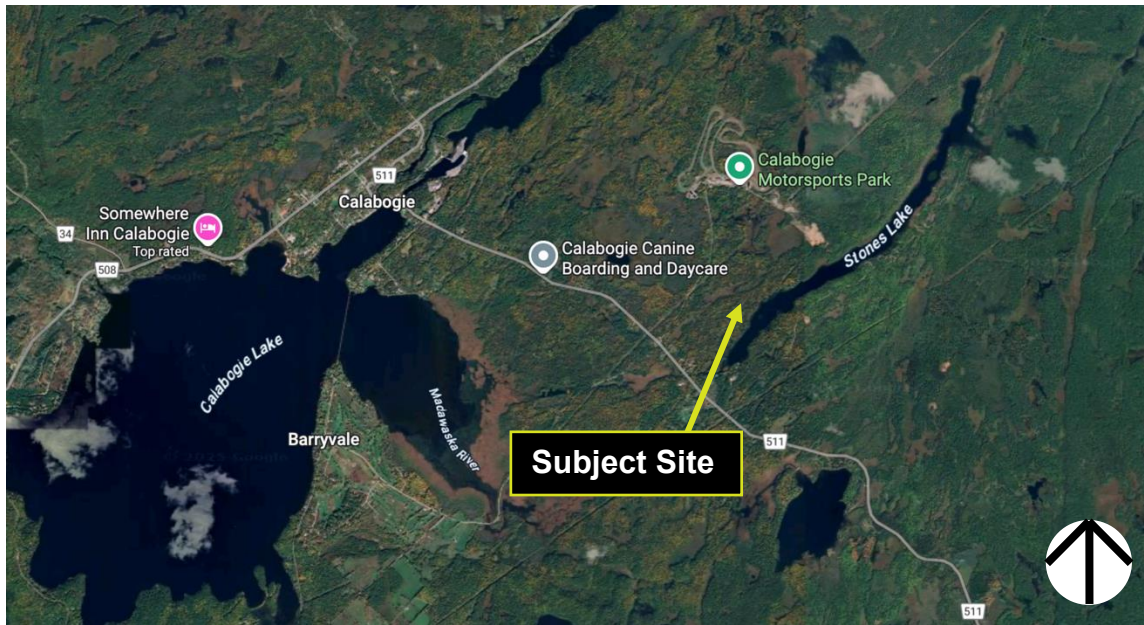 Calabogie
Motorsports Park
511
Calabogie
Somewhere
Inn Calabogie
Top rated
34
508
Calabogie Canine
Boarding and Daycare
Stones Lake
Calabogie Lake
Madawaska River
Barryvale
Subject Site
511
511